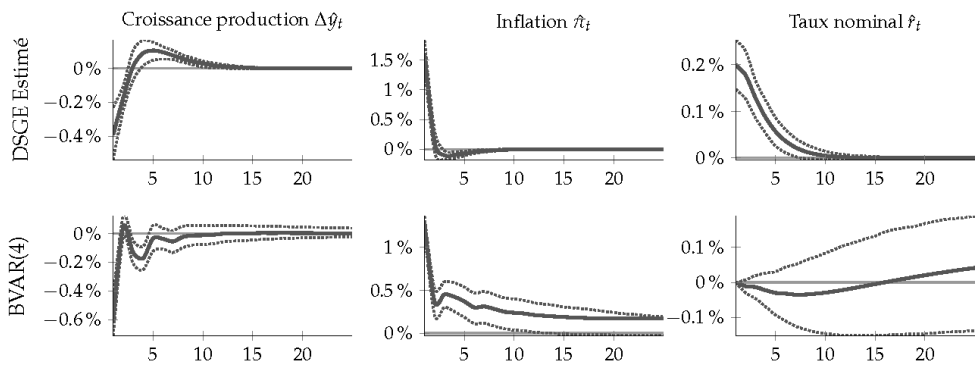 Croissance production Δŷₜ
Inflation π̂ₜ
Taux nominal r̂ₜ
DSGE Estimé
0 %
−0.2 %
−0.4 %
5 10 15 20
1.5 %
1 %
0.5 %
0 %
5 10 15 20
0.2 %
0.1 %
0 %
5 10 15 20
BVAR(4)
0 %
−0.2 %
−0.4 %
−0.6 %
5 10 15 20
1 %
0.5 %
0 %
5 10 15 20
0.1 %
0 %
−0.1 %
5 10 15 20